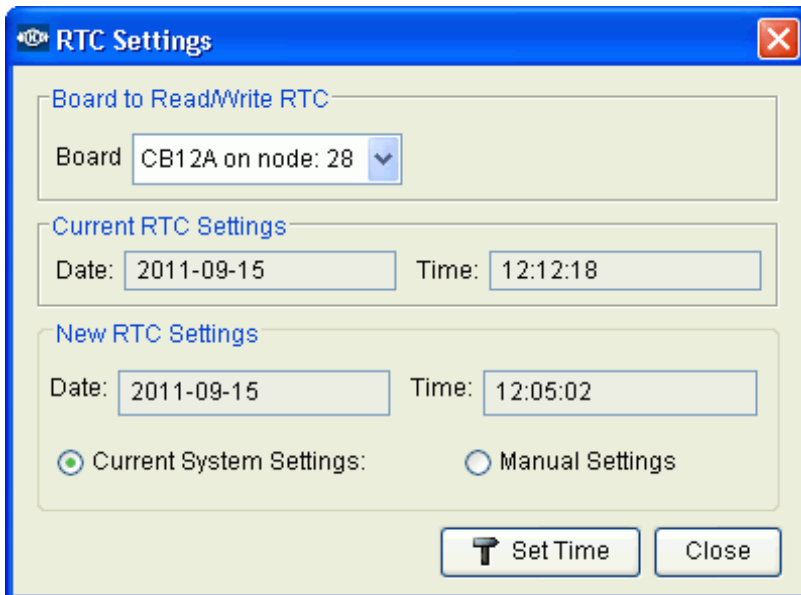 RTC Settings
Board to Read/Write RTC
Board CB12A on node: 28
Current RTC Settings
Date: 2011-09-15 Time: 12:12:18
New RTC Settings
Date: 2011-09-15 Time: 12:05:02
Current System Settings: Manual Settings
Set Time Close